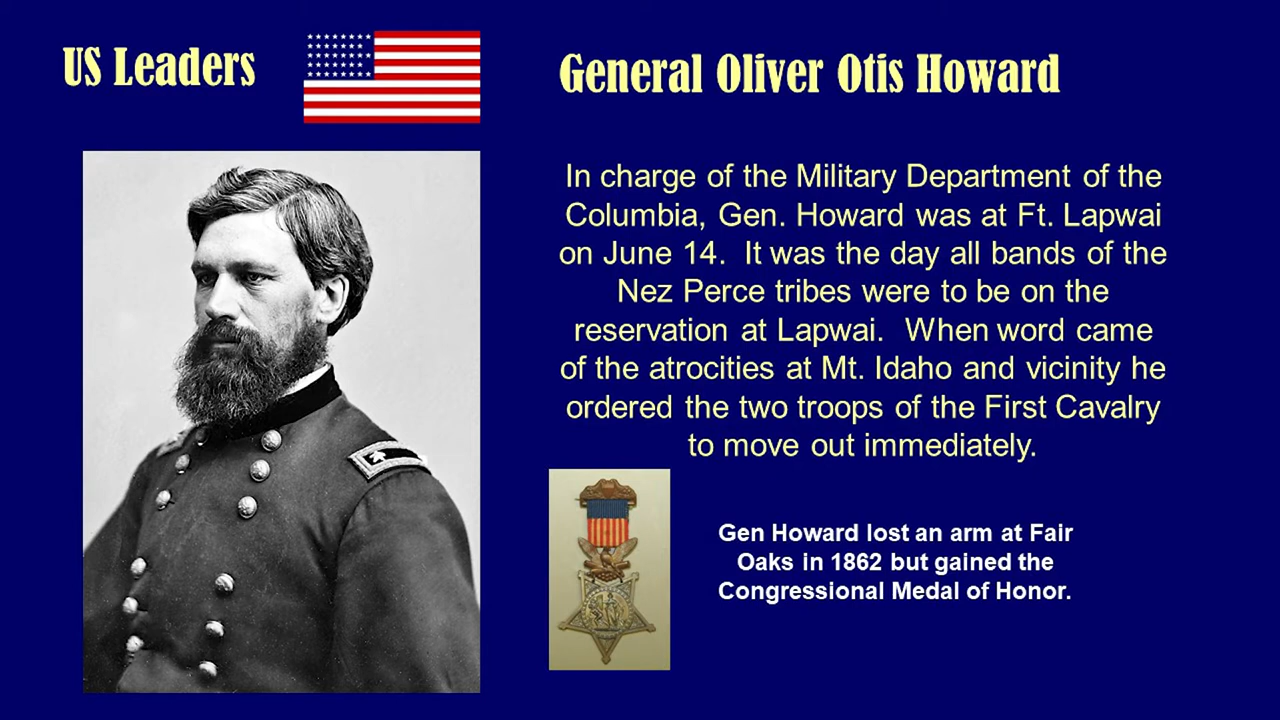 US Leaders
General Oliver Otis Howard
In charge of the Military Department of the
Columbia, Gen. Howard was at Ft. Lapwai
on June 14.  It was the day all bands of the
Nez Perce tribes were to be on the
reservation at Lapwai.  When word came
of the atrocities at Mt. Idaho and vicinity he
ordered the two troops of the First Cavalry
to move out immediately.
Gen Howard lost an arm at Fair
Oaks in 1862 but gained the
Congressional Medal of Honor.